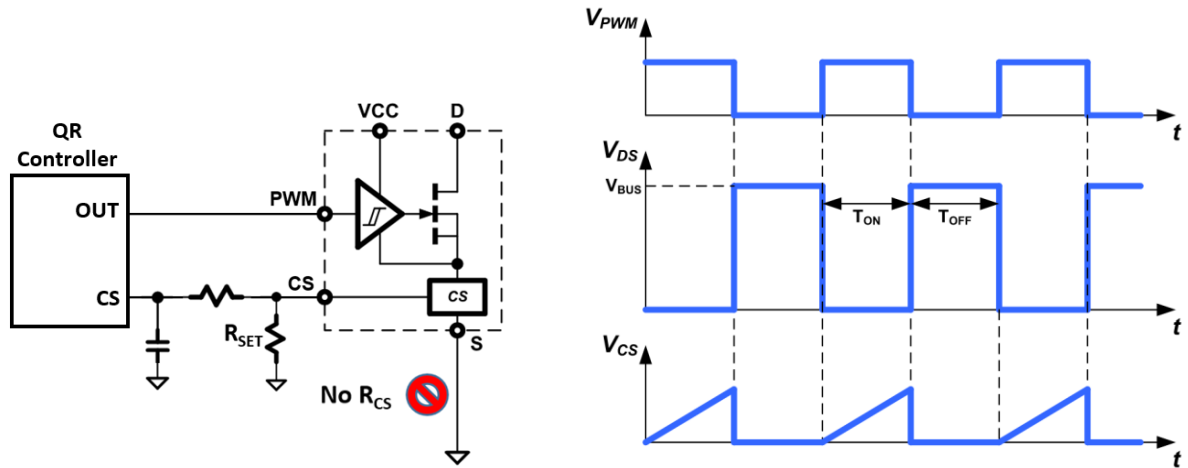 QR
Controller
OUT
CS
PWM
VCC
D
CS
CS
S
RSET
No RCS
VPWM
t
VDS
VBUS
TON
TOFF
t
VCS
t